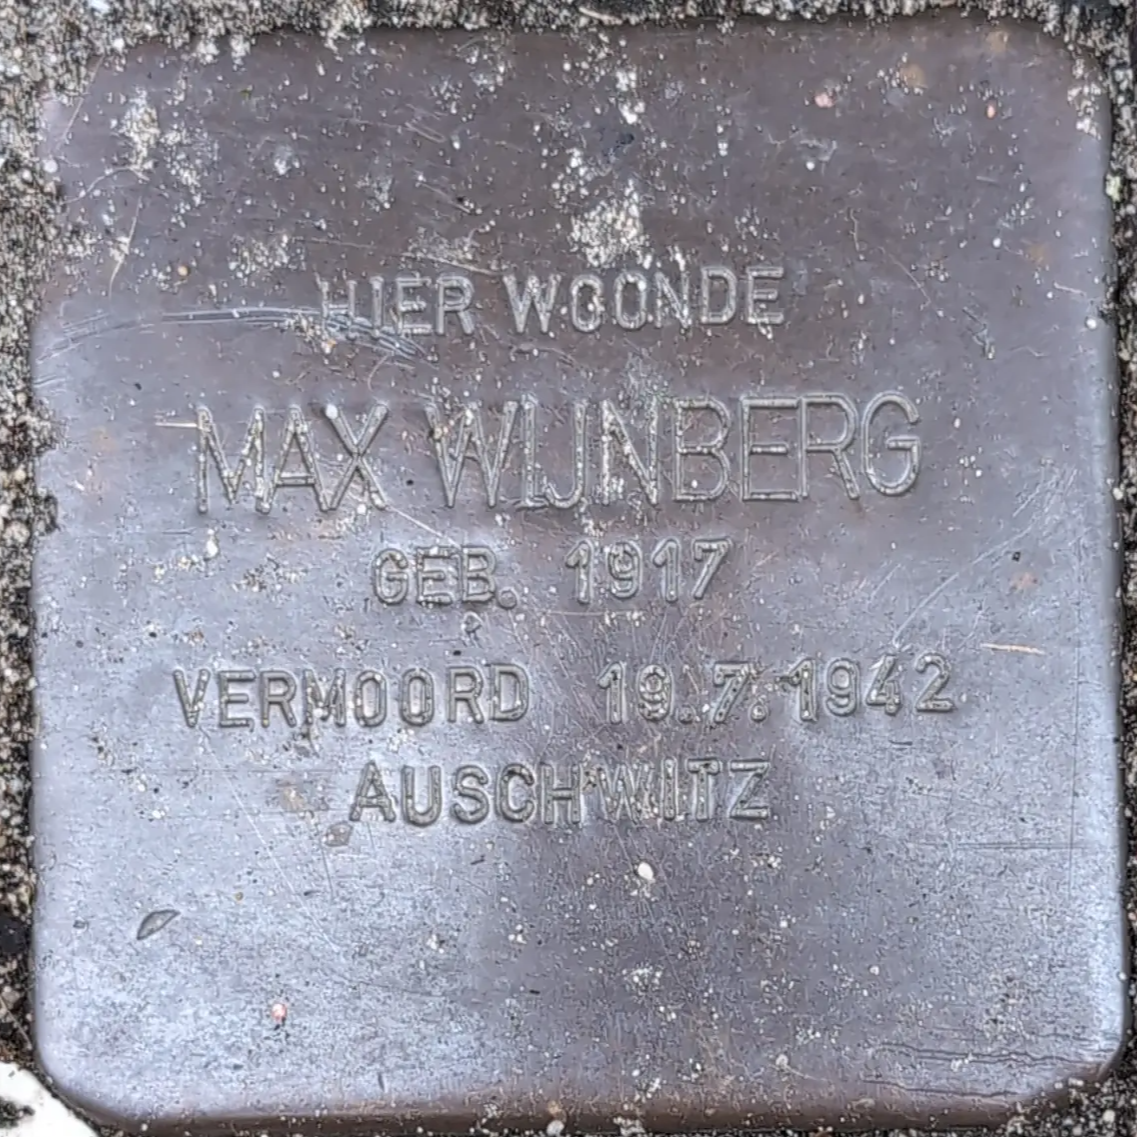 HIER WOONDE
MAX WIJNBERG
GEB. 1917
VERMOORD 19.7.1942
AUSCHWITZ